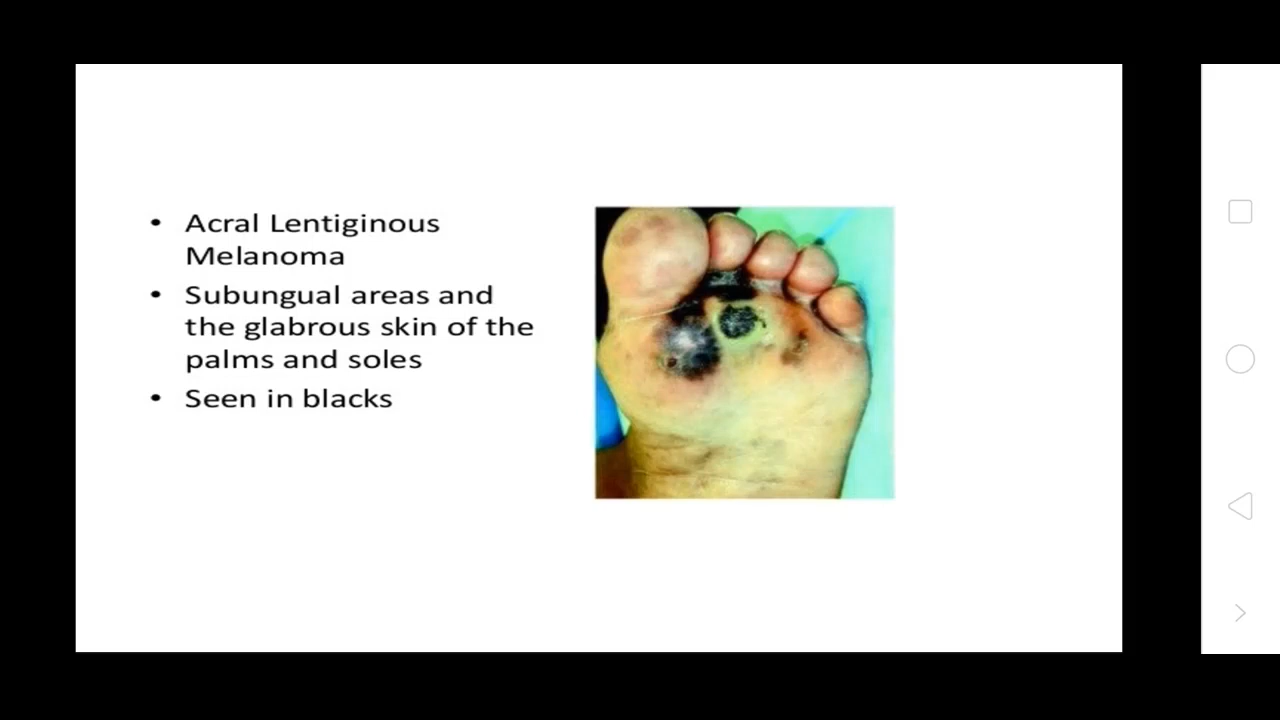 • Acral Lentiginous
Melanoma
• Subungual areas and
the glabrous skin of the
palms and soles
• Seen in blacks